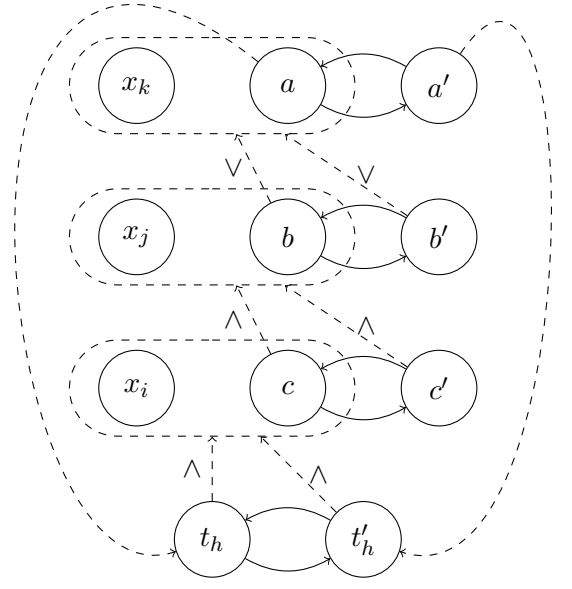 x_k a a′
∨ ∨
x_j b b′
∧ ∧
x_i c c′
∧ ∧
t_h t′_h